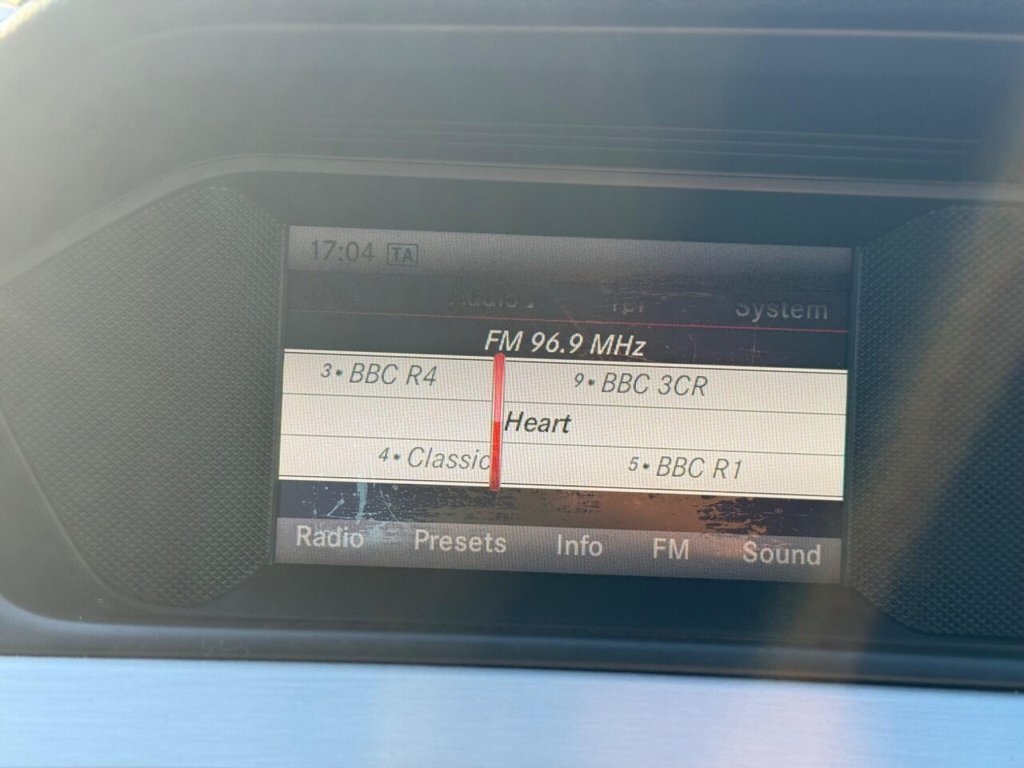 17:04 TA
System
FM 96.9 MHz
3• BBC R4 9• BBC 3CR
Heart
4• Classic 5• BBC R1
Radio Presets Info FM Sound